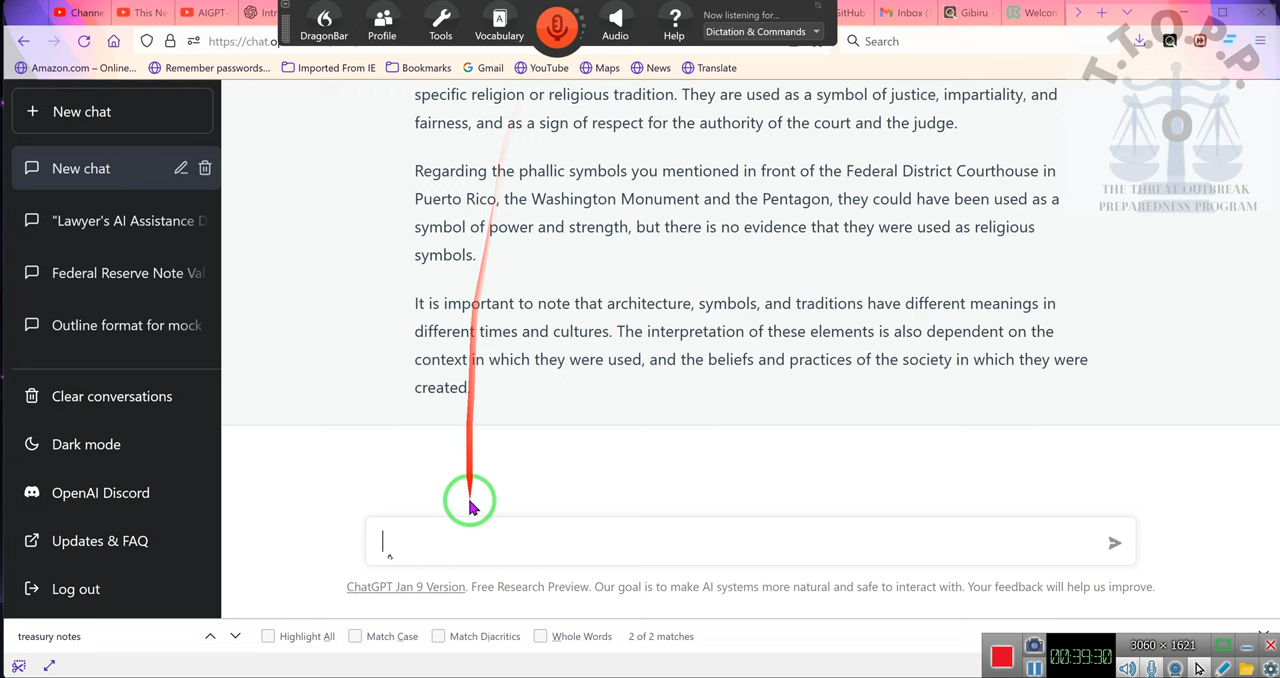 Channe
This Ne
AIGPT-
Intr
DragonBar
Profile
Tools
Vocabulary
Audio
Help
Now listening for...
Dictation & Commands
GitHub
Inbox (
Gibiru
Welcon
https://chat.o
Search
Amazon.com – Online...
Remember passwords...
Imported From IE
Bookmarks
Gmail
YouTube
Maps
News
Translate
T.T.O.P.P.
O
THE THREAT OUTBREAK
PREPAREDNESS PROGRAM
New chat
New chat
"Lawyer's AI Assistance D
Federal Reserve Note Val
Outline format for mock
Clear conversations
Dark mode
OpenAI Discord
Updates & FAQ
Log out
specific religion or religious tradition. They are used as a symbol of justice, impartiality, and
fairness, and as a sign of respect for the authority of the court and the judge.
Regarding the phallic symbols you mentioned in front of the Federal District Courthouse in
Puerto Rico, the Washington Monument and the Pentagon, they could have been used as a
symbol of power and strength, but there is no evidence that they were used as religious
symbols.
It is important to note that architecture, symbols, and traditions have different meanings in
different times and cultures. The interpretation of these elements is also dependent on the
context in which they were used, and the beliefs and practices of the society in which they were
created.
ChatGPT Jan 9 Version. Free Research Preview. Our goal is to make AI systems more natural and safe to interact with. Your feedback will help us improve.
treasury notes
Highlight All
Match Case
Match Diacritics
Whole Words
2 of 2 matches
3060 × 1621
00:39:30